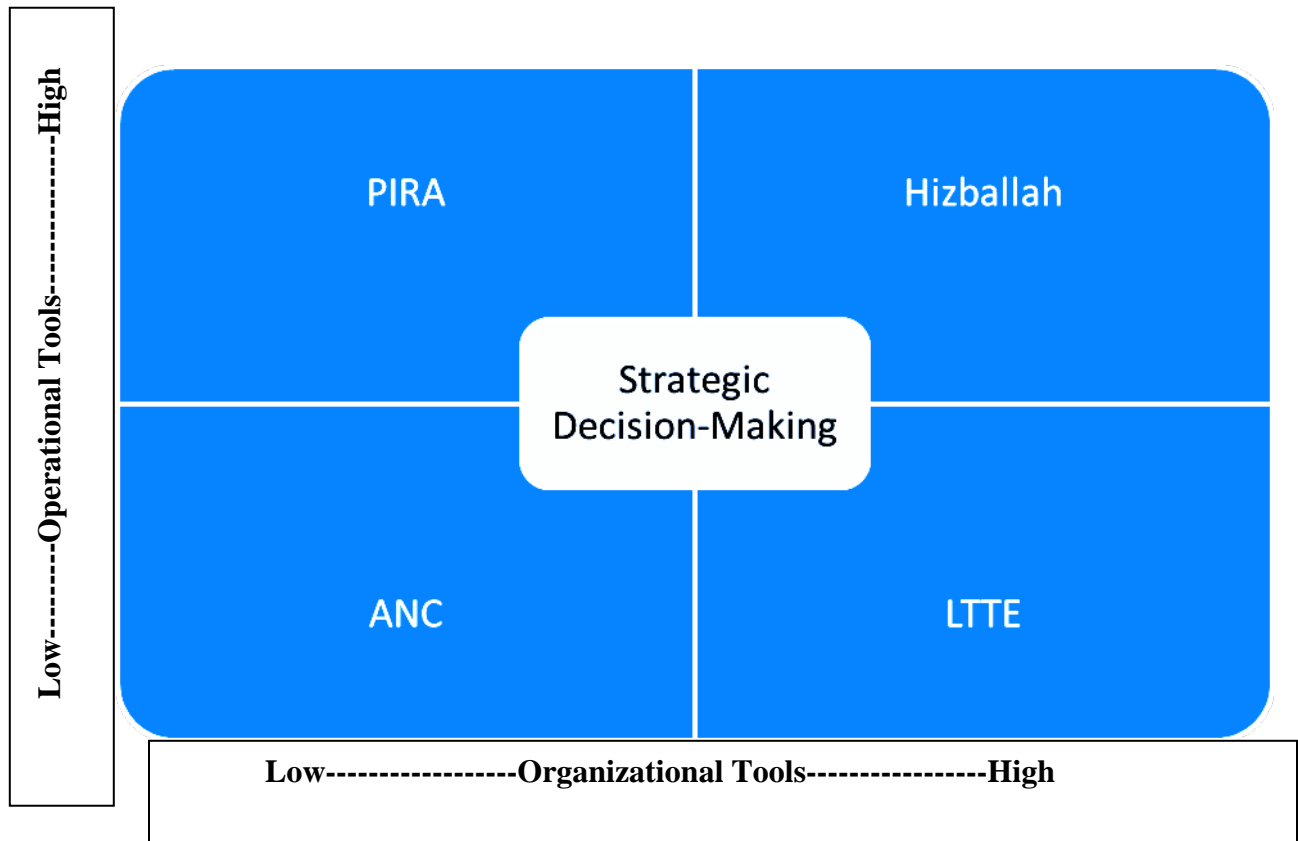 Low---------Operational Tools-----------------High
PIRA
Hizballah
Strategic
Decision-Making
ANC
LTTE
Low------------------Organizational Tools-----------------High